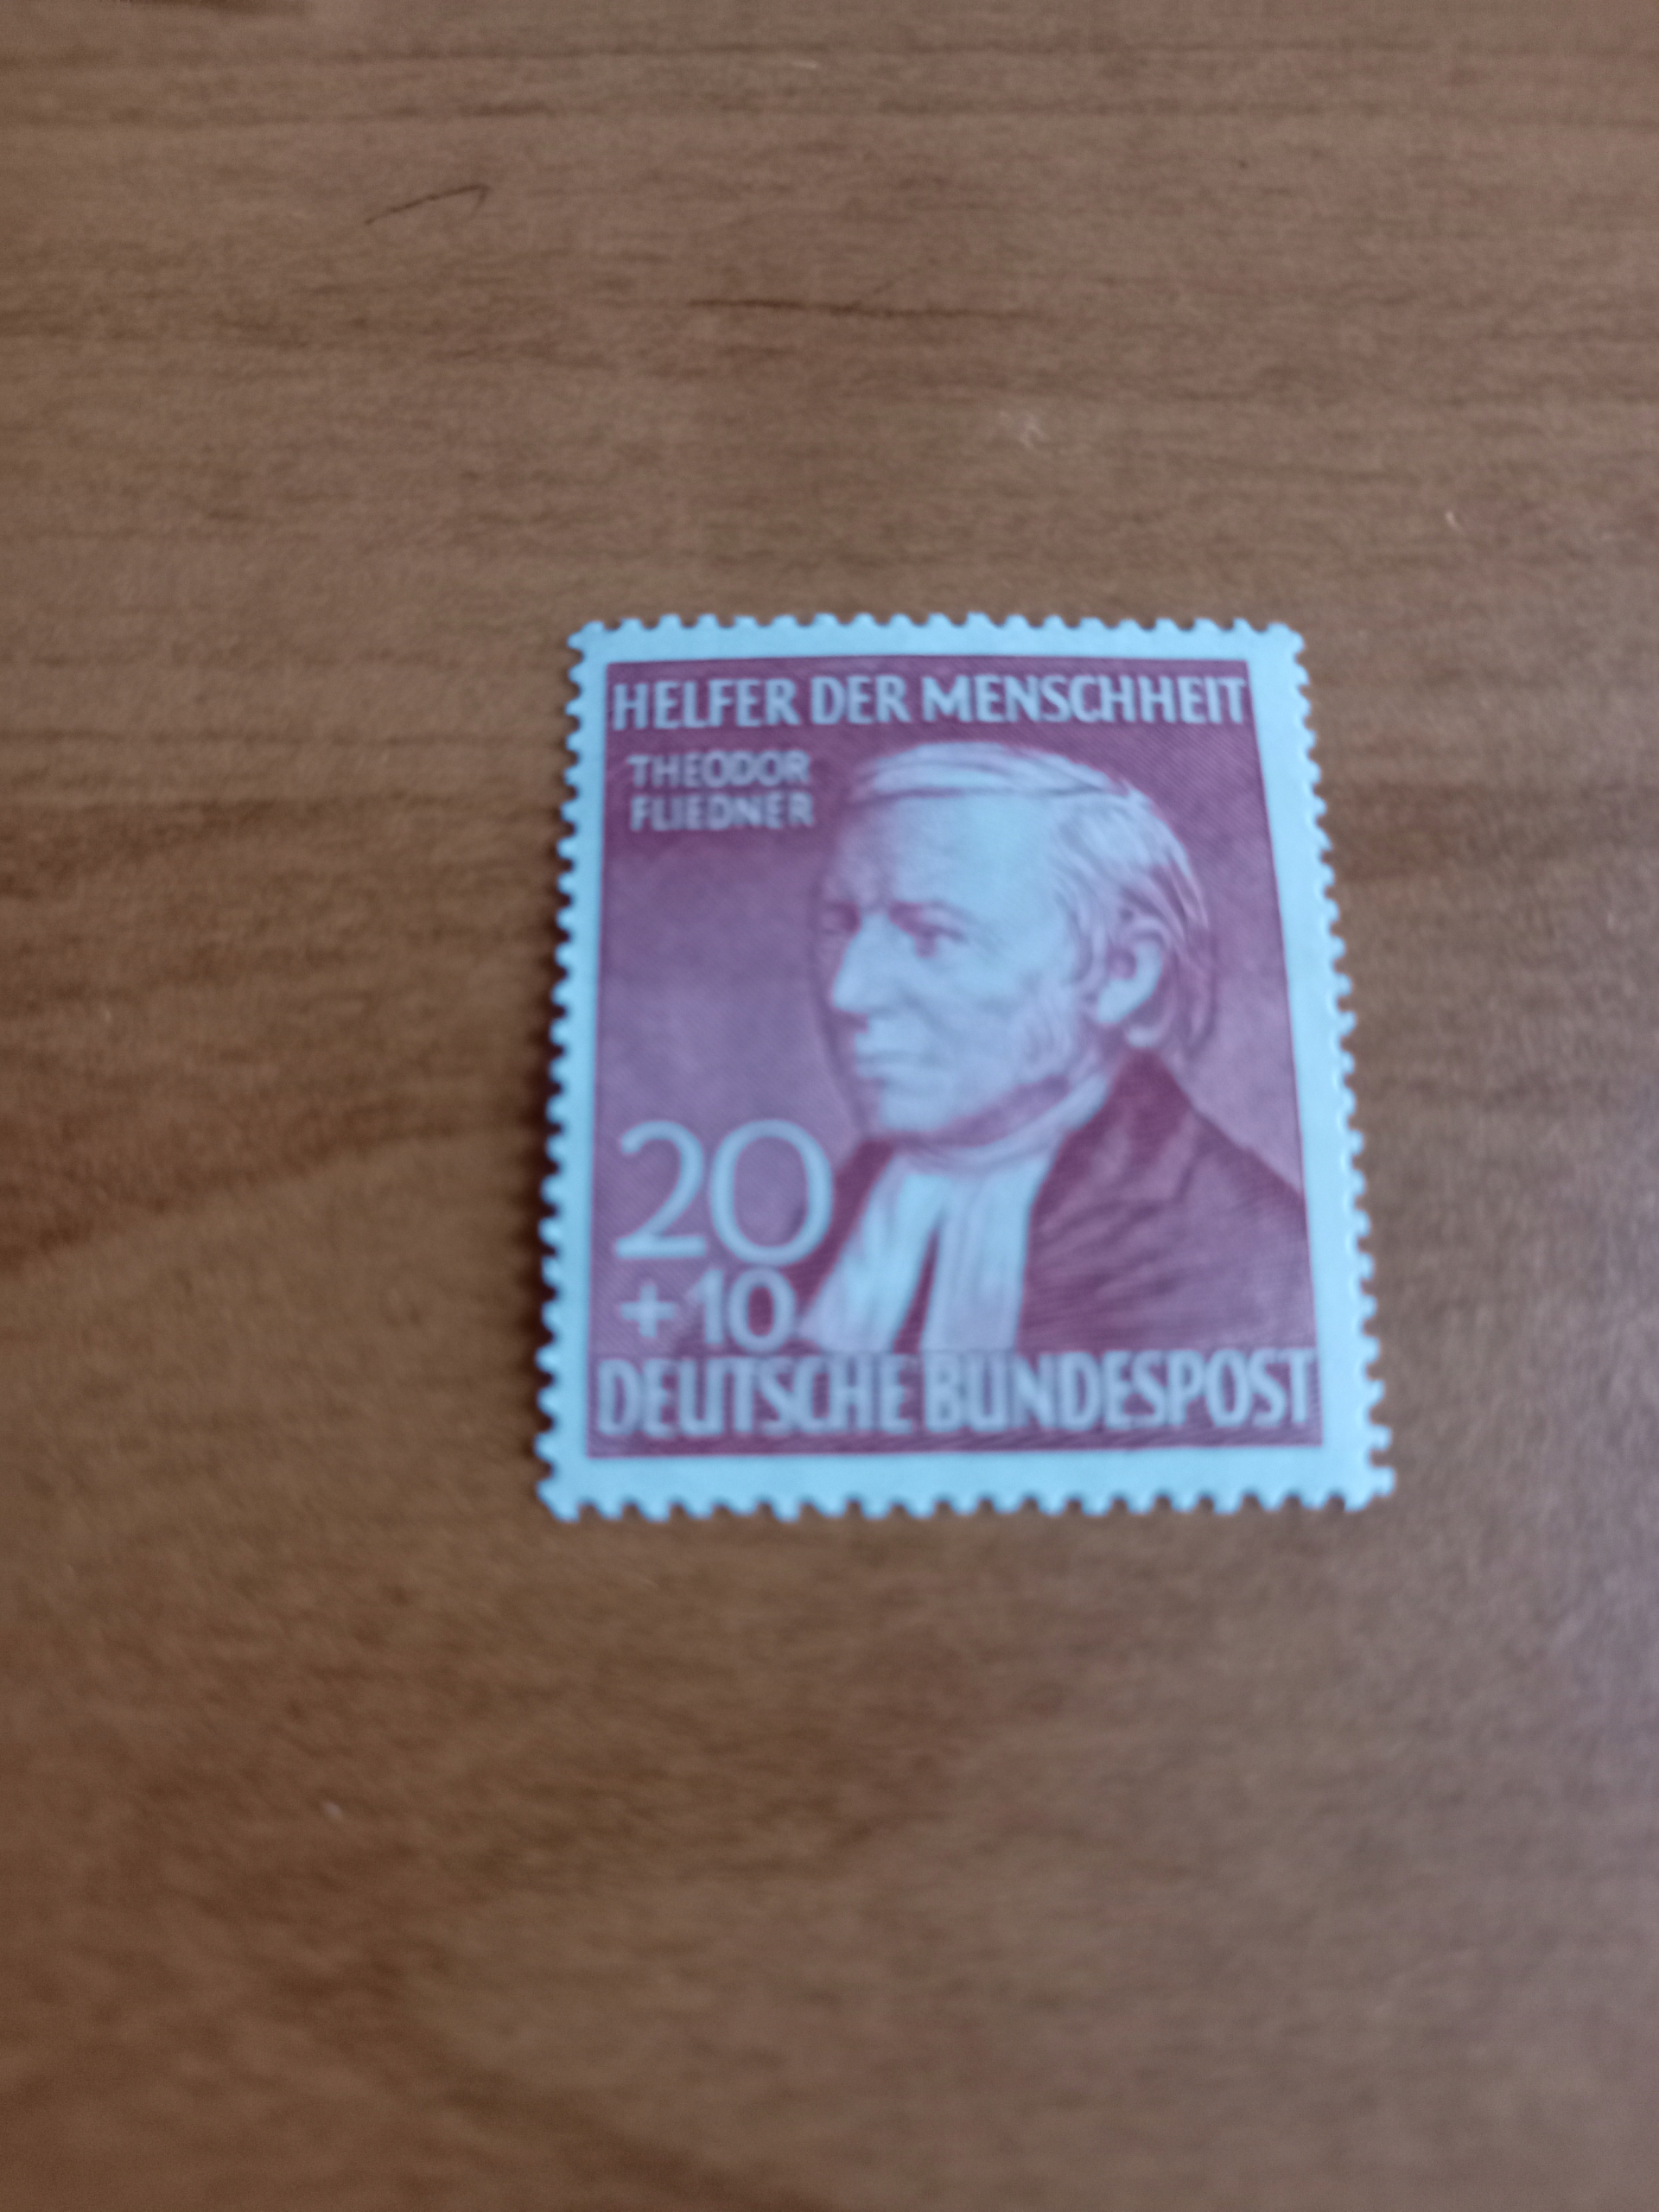 HELFER DER MENSCHHEIT
THEODOR
FLIEDNER
20
+10
DEUTSCHE BUNDESPOST